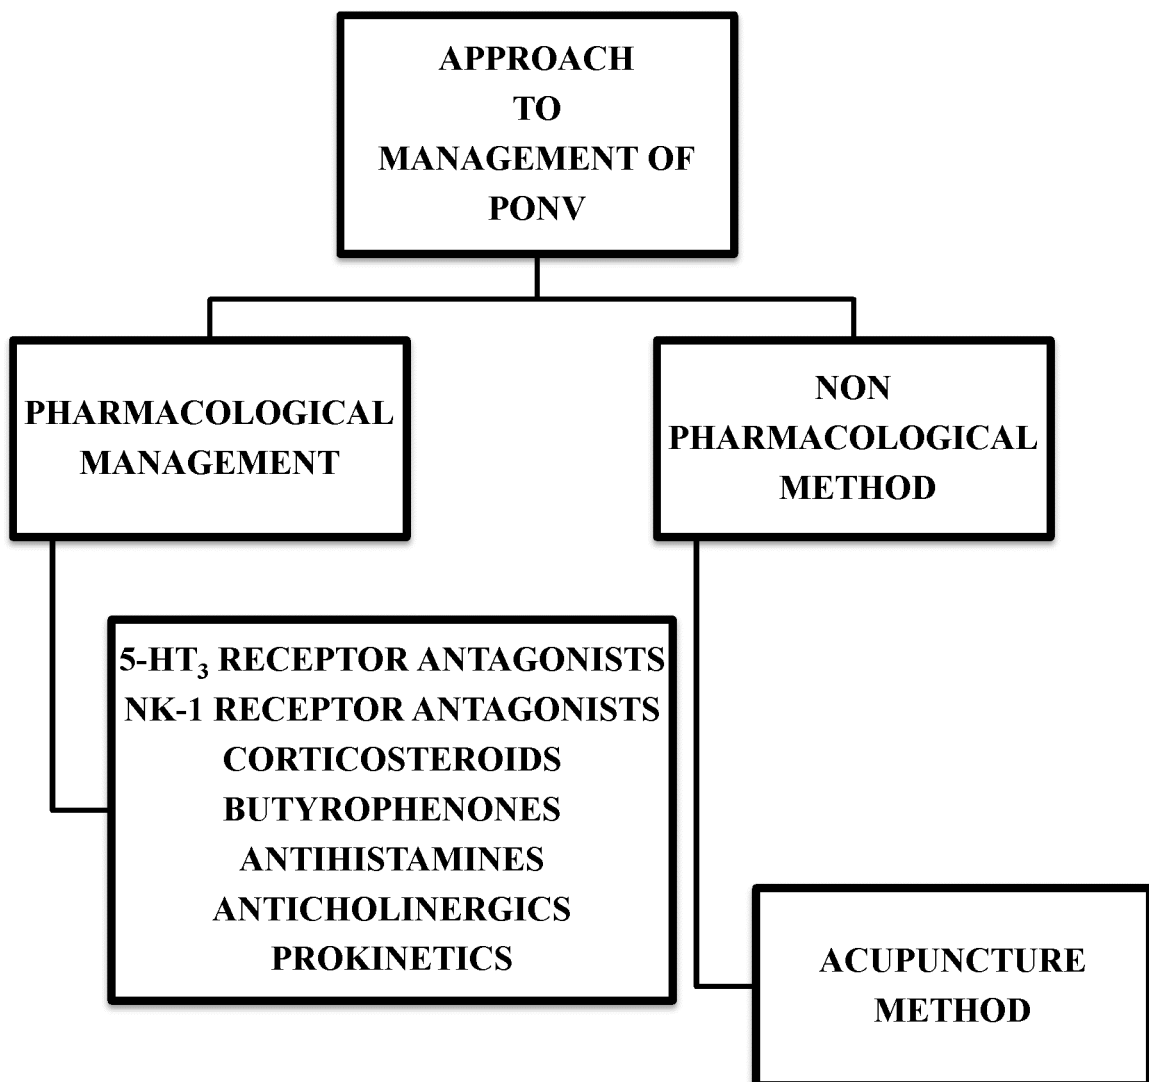 APPROACH
TO
MANAGEMENT OF
PONV
PHARMACOLOGICAL
MANAGEMENT
NON
PHARMACOLOGICAL
METHOD
5-HT₃ RECEPTOR ANTAGONISTS
NK-1 RECEPTOR ANTAGONISTS
CORTICOSTEROIDS
BUTYROPHENONES
ANTIHISTAMINES
ANTICHOLINERGICS
PROKINETICS
ACUPUNCTURE
METHOD